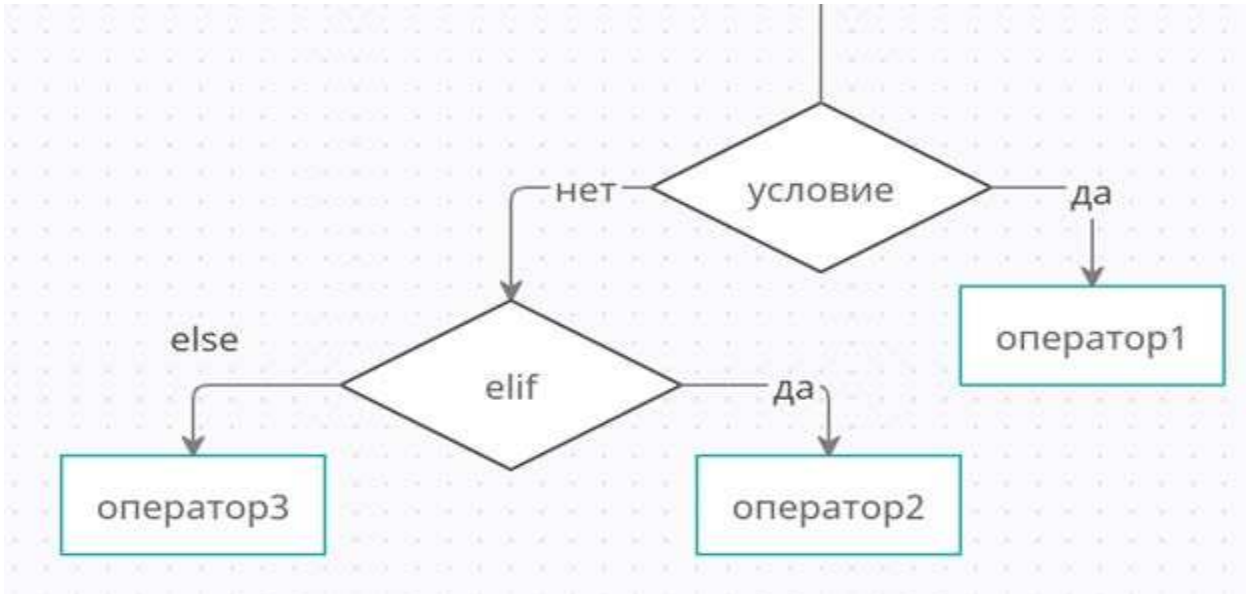 нет
условие
да
else
оператор1
elif
да
оператор3
оператор2